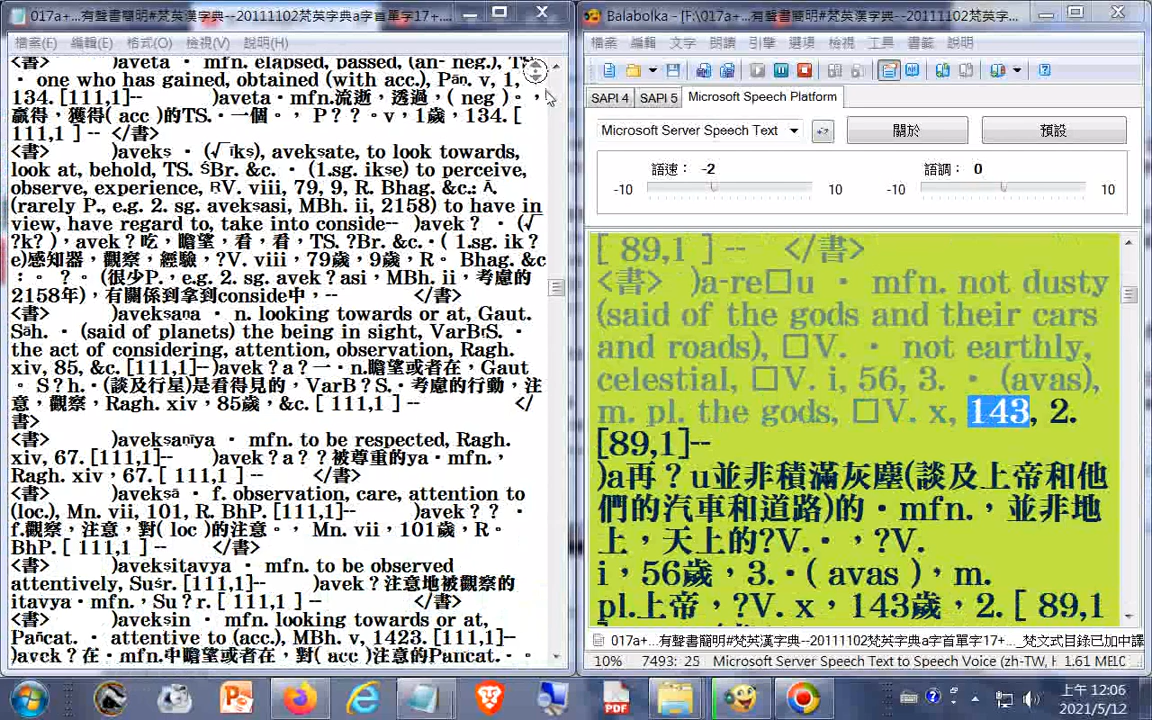 017a+...有聲書簡明#梵英漢字典--20111102梵英字典a字首單字17+...
檔案(F) 編輯(E) 格式(O) 檢視(V) 說明(H)
<書> )aveta · mfn. elapsed, passed, (an- neg.), TS.
· one who has gained, obtained (with acc.), Pān. v, 1,
134. [111,1]-- )aveta·mfn.流逝，透過，( neg )。，
贏得，獲得( acc )的TS.·一個。， P？？。v，1歲，134. [
111,1 ] -- </書>
<書> )avekṣ · (√īkṣ), avekṣate, to look towards,
look at, behold, TS. ŚBr. &c. · (1.sg. ikṣe) to perceive,
observe, experience, ṚV. viii, 79, 9, R. Bhag. &c.: Ā.
(rarely P., e.g. 2. sg. avekṣasi, MBh. ii, 2158) to have in
view, have regard to, take into conside-- )avek？·(√
?k?)，avek？吃，瞻望，看，看，TS. ?Br. &c.·( 1.sg. ik？
e)感知器，觀察，經驗，?V. viii，79歲，9歲，R。 Bhag. &c
：。？。(很少P.，e.g. 2. sg. avek？asi，MBh. ii，考慮的
2158年)，有關係到拿到conside中，-- </書>
<書> )avekṣaṇa · n. looking towards or at, Gaut.
Sāh. · (said of planets) the being in sight, VarBṛS. ·
the act of considering, attention, observation, Ragh.
xiv, 85, &c. [111,1]--)avek？a？一·n.瞻望或者在，Gaut
。S？h.·(談及行星)是看得見的，VarB？S.·考慮的行動，注
意，觀察，Ragh. xiv，85歲，&c. [ 111,1 ] -- </
書>
<書> )avekṣaṇīya · mfn. to be respected, Ragh.
xiv, 67. [111,1]-- )avek？a？？被尊重的ya·mfn.，
Ragh. xiv，67. [ 111,1 ] -- </書>
<書> )avekṣā · f. observation, care, attention to
(loc.), Mn. vii, 101, R. BhP. [111,1]-- )avek？？·
f.觀察，注意，對( loc )的注意。， Mn. vii，101歲，R。
BhP. [ 111,1 ] -- </書>
<書> )avekṣitavya · mfn. to be observed
attentively, Suśr. [111,1]-- )avek？注意地被觀察的
itavya·mfn.，Su？r. [ 111,1 ] -- </書>
<書> )avekṣin · mfn. looking towards or at,
Pañcat. · attentive to (acc.), MBh. v, 1423. [111,1]--
)avek？在·mfn.中瞻望或者在，對( acc )注意的Pancat.·。
Balabolka - [F:\017a+...有聲書簡明#梵英漢字典--20111102梵英字...
檔案 編輯 文字 朗讀 引擎 選項 檢視 工具 書籤 說明
SAPI 4 SAPI 5 Microsoft Speech Platform
Microsoft Server Speech Text 關於 預設
語速： -2 語調： 0
-10 10 -10 10
[ 89,1 ] -- </書>
<書> )a-re□u · mfn. not dusty
(said of the gods and their cars
and roads), □V. · not earthly,
celestial, □V. i, 56, 3. · (avas),
m. pl. the gods, □V. x, 143, 2.
[89,1]--
)a再？u並非積滿灰塵(談及上帝和他
們的汽車和道路)的·mfn.，並非地
上，天上的?V.·，?V.
i，56歲，3.·( avas )，m.
pl.上帝，?V. x，143歲，2. [ 89,1
017a+...有聲書簡明#梵英漢字典--20111102梵英字典a字首單字17+..._梵文式目錄已加中譯
10% 7493: 25 Microsoft Server Speech Text to Speech Voice (zh-TW, H 1.61 MELO
PDF
上午 12:06
2021/5/12